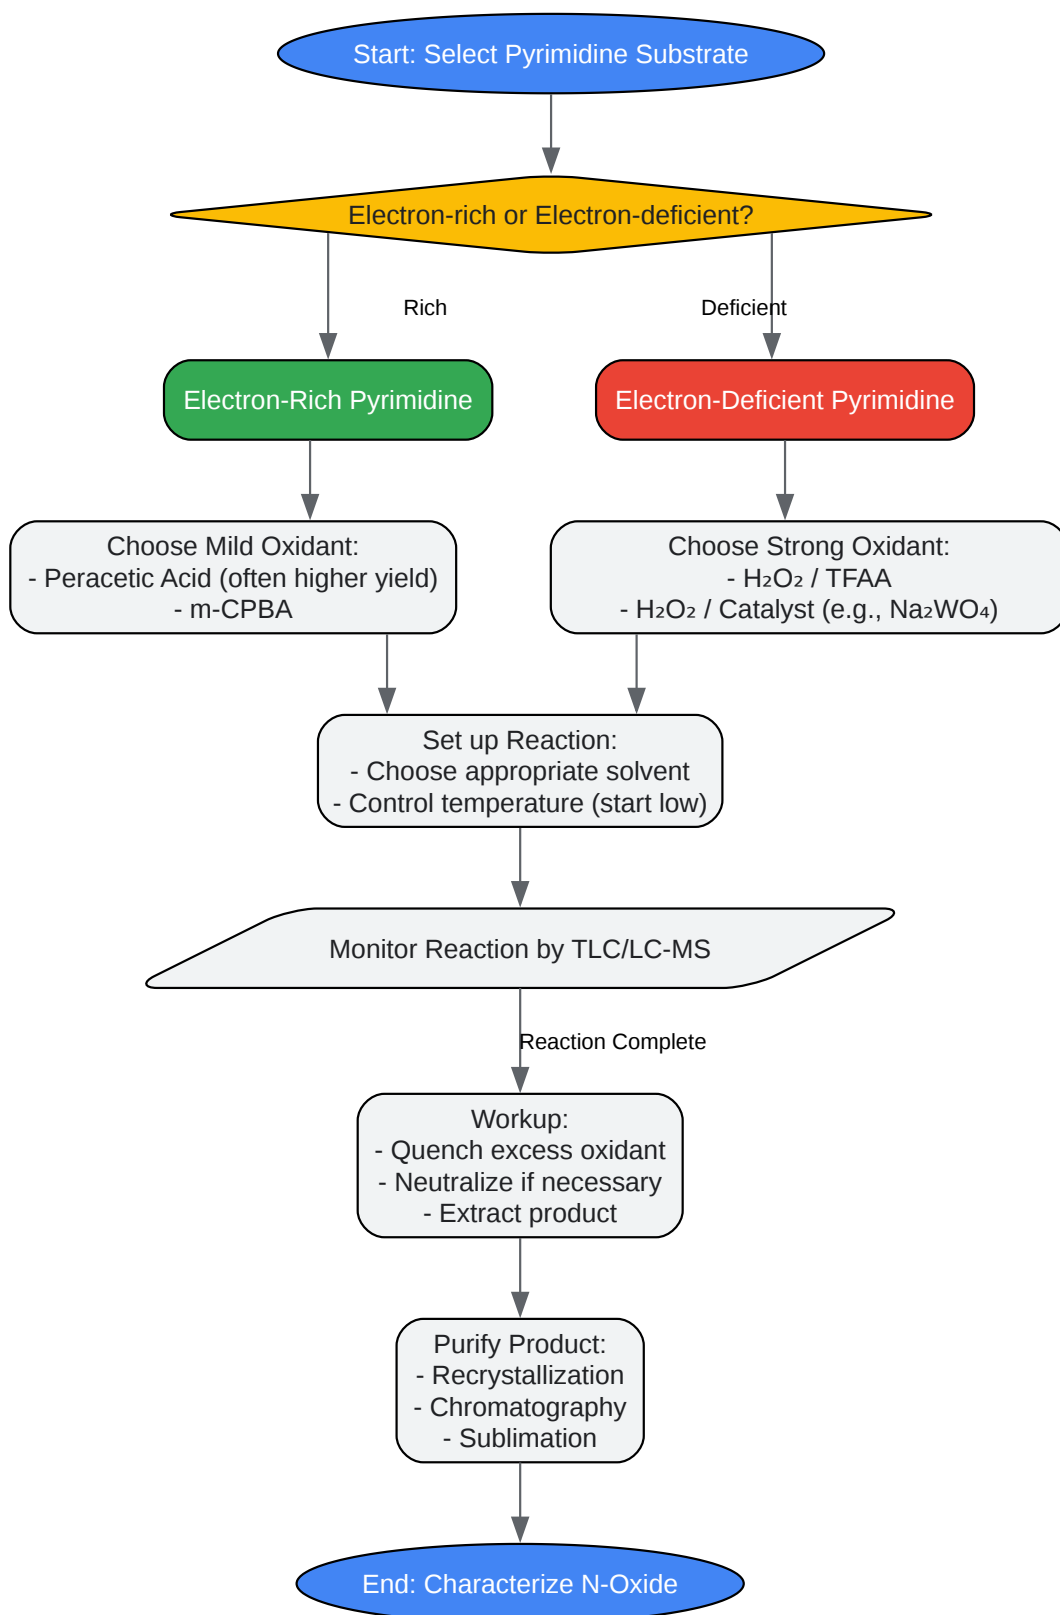 Start: Select Pyrimidine Substrate
Electron-rich or Electron-deficient?
Rich
Deficient
Electron-Rich Pyrimidine
Electron-Deficient Pyrimidine
Choose Mild Oxidant:
- Peracetic Acid (often higher yield)
- m-CPBA
Choose Strong Oxidant:
- H₂O₂ / TFAA
- H₂O₂ / Catalyst (e.g., Na₂WO₄)
Set up Reaction:
- Choose appropriate solvent
- Control temperature (start low)
Monitor Reaction by TLC/LC-MS
Reaction Complete
Workup:
- Quench excess oxidant
- Neutralize if necessary
- Extract product
Purify Product:
- Recrystallization
- Chromatography
- Sublimation
End: Characterize N-Oxide